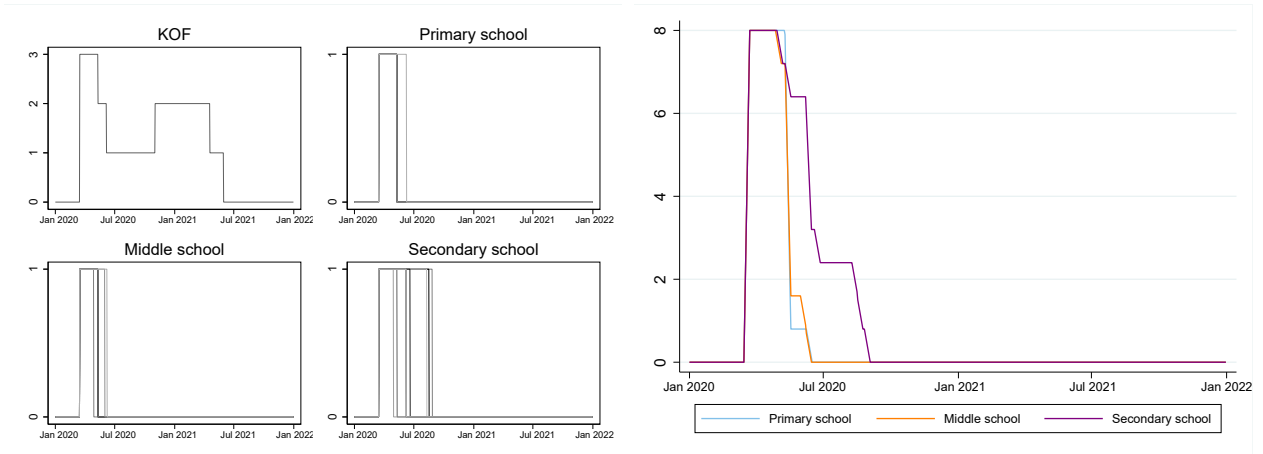 KOF
3
2
1
0
Jan 2020 Jul 2020 Jan 2021 Jul 2021 Jan 2022
Primary school
1
0
Jan 2020 Jul 2020 Jan 2021 Jul 2021 Jan 2022
Middle school
1
0
Jan 2020 Jul 2020 Jan 2021 Jul 2021 Jan 2022
Secondary school
1
0
Jan 2020 Jul 2020 Jan 2021 Jul 2021 Jan 2022
8
6
4
2
0
Jan 2020 Jul 2020 Jan 2021 Jul 2021 Jan 2022
Primary school Middle school Secondary school